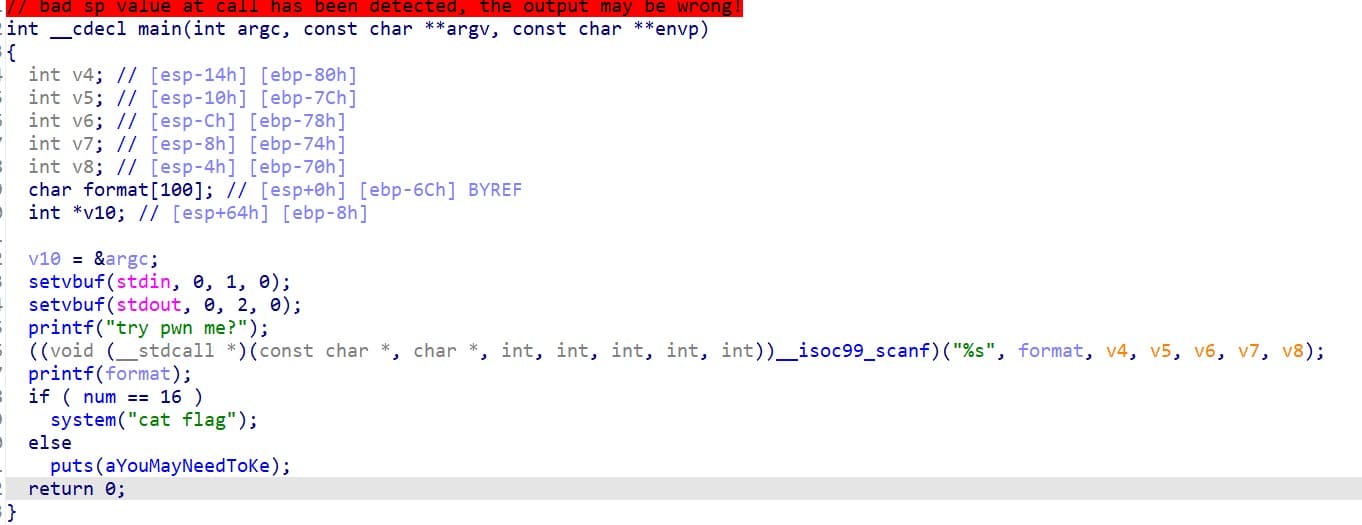 // bad sp value at call has been detected, the output may be wrong!
int __cdecl main(int argc, const char **argv, const char **envp)
{
  int v4; // [esp-14h] [ebp-80h]
  int v5; // [esp-10h] [ebp-7Ch]
  int v6; // [esp-Ch] [ebp-78h]
  int v7; // [esp-8h] [ebp-74h]
  int v8; // [esp-4h] [ebp-70h]
  char format[100]; // [esp+0h] [ebp-6Ch] BYREF
  int *v10; // [esp+64h] [ebp-8h]

  v10 = &argc;
  setvbuf(stdin, 0, 1, 0);
  setvbuf(stdout, 0, 2, 0);
  printf("try pwn me?");
  ((void (__stdcall *)(const char *, char *, int, int, int, int, int))__isoc99_scanf)("%s", format, v4, v5, v6, v7, v8);
  printf(format);
  if ( num == 16 )
    system("cat flag");
  else
    puts(aYouMayNeedToKe);
  return 0;
}